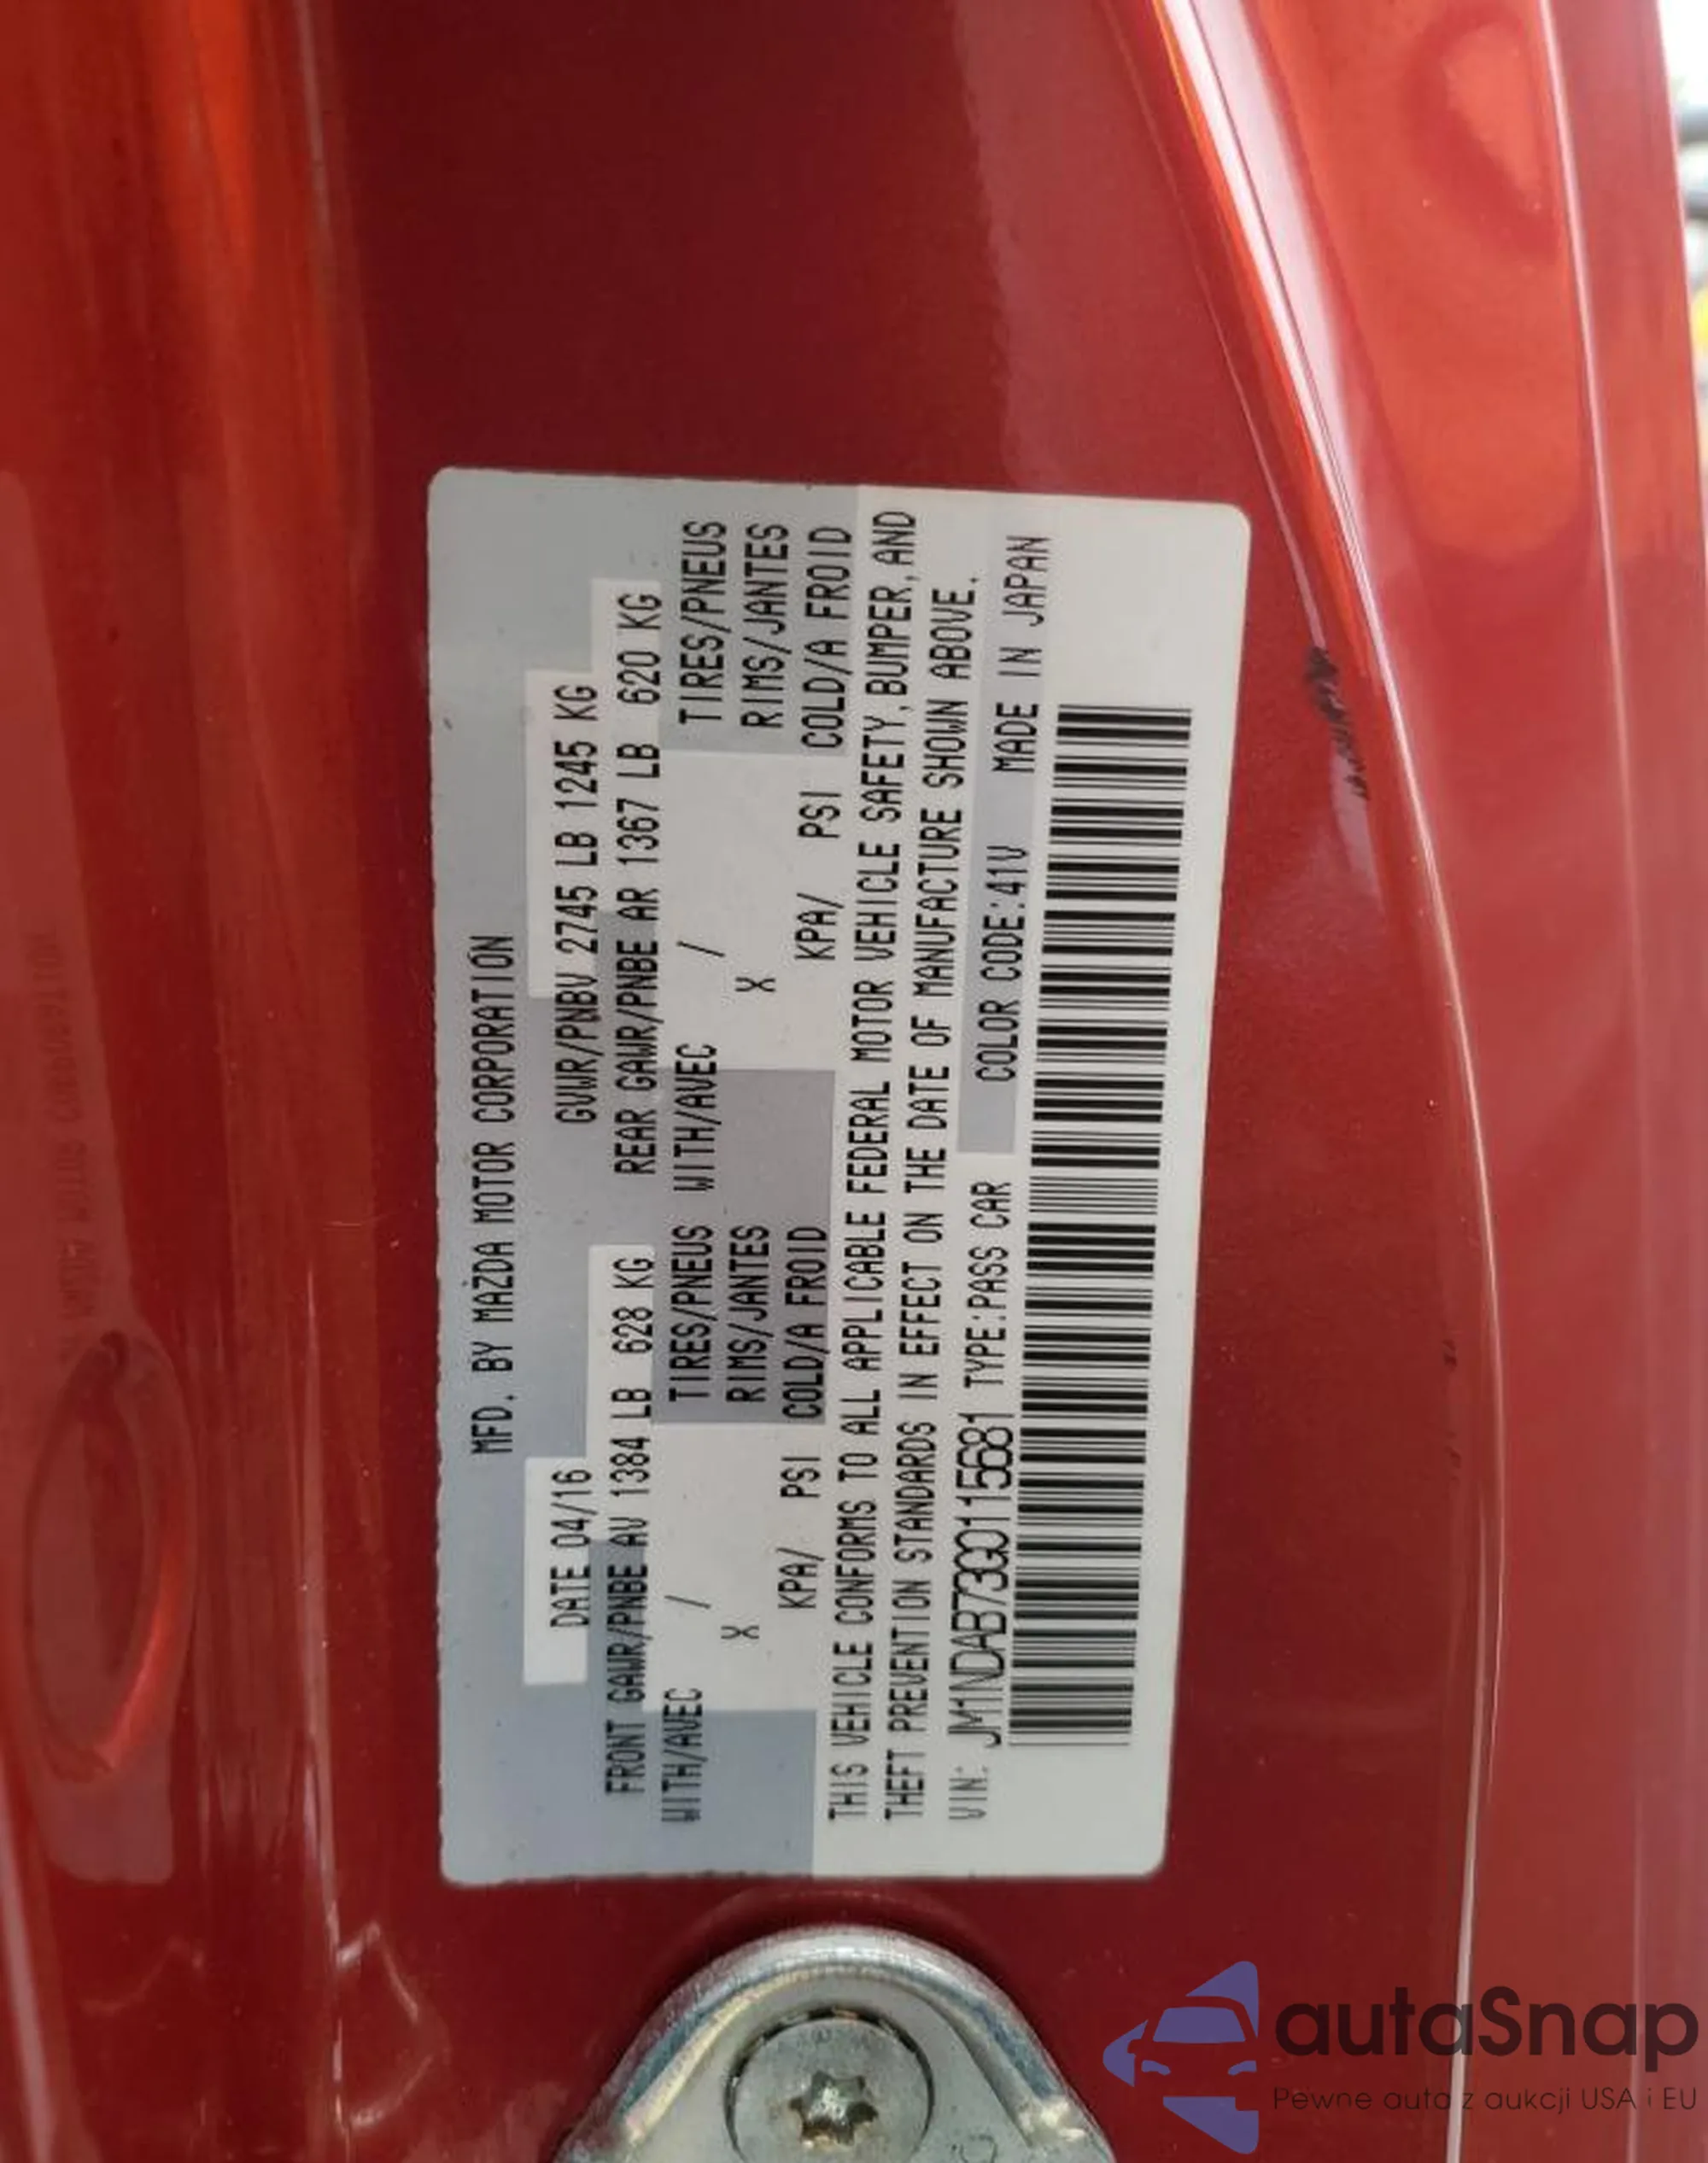 MFD. BY MAZDA MOTOR CORPORATION
DATE 04/16 GVWR/PNBV 2745 LB 1245 KG
FRONT GAWR/PNBE AV 1384 LB 628 KG REAR GAWR/PNBE AR 1367 LB 620 KG
WITH/AVEC / TIRES/PNEUS WITH/AVEC / TIRES/PNEUS
X RIMS/JANTES X RIMS/JANTES
KPA/ PSI COLD/A FROID KPA/ PSI COLD/A FROID
THIS VEHICLE CONFORMS TO ALL APPLICABLE FEDERAL MOTOR VEHICLE SAFETY, BUMPER, AND
THEFT PREVENTION STANDARDS IN EFFECT ON THE DATE OF MANUFACTURE SHOWN ABOVE.
VIN: JM1NDAB73G0115681 TYPE:PASS CAR COLOR CODE:41V MADE IN JAPAN
autaSnap
Pewne auta z aukcji USA i EU